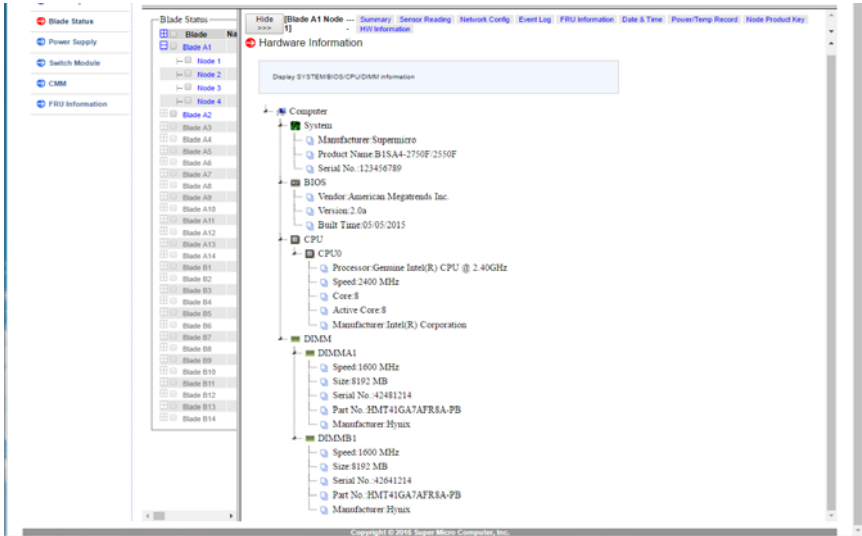 Blade Status
Power Supply
Switch Module
CMM
FRU Information
Blade Status
Blade Na
Blade A1
Node 1
Node 2
Node 3
Node 4
Blade A2
Blade A3
Blade A4
Blade A5
Blade A6
Blade A7
Blade A8
Blade A9
Blade A10
Blade A11
Blade A12
Blade A13
Blade A14
Blade B1
Blade B2
Blade B3
Blade B4
Blade B5
Blade B6
Blade B7
Blade B8
Blade B9
Blade B10
Blade B11
Blade B12
Blade B13
Blade B14
Hide [Blade A1 Node --- Summary Sensor Reading Network Config Event Log FRU Information Date & Time Power/Temp Record Node Product Key
>>> 1] - HW Information
Hardware Information
Display SYSTEM/BIOS/CPU/DIMM information
Computer
System
Manufacturer:Supermicro
Product Name:B1SA4-2750F/2550F
Serial No.:123456789
BIOS
Vendor:American Megatrends Inc.
Version:2.0a
Built Time:05/05/2015
CPU
CPU0
Processor:Genuine Intel(R) CPU @ 2.40GHz
Speed:2400 MHz
Core:8
Active Core:8
Manufacturer:Intel(R) Corporation
DIMM
DIMMA1
Speed:1600 MHz
Size:8192 MB
Serial No.:42481214
Part No.:HMT41GA7AFR8A-PB
Manufacturer:Hynix
DIMMB1
Speed:1600 MHz
Size:8192 MB
Serial No.:42641214
Part No.:HMT41GA7AFR8A-PB
Manufacturer:Hynix
Copyright © 2016 Super Micro Computer, Inc.